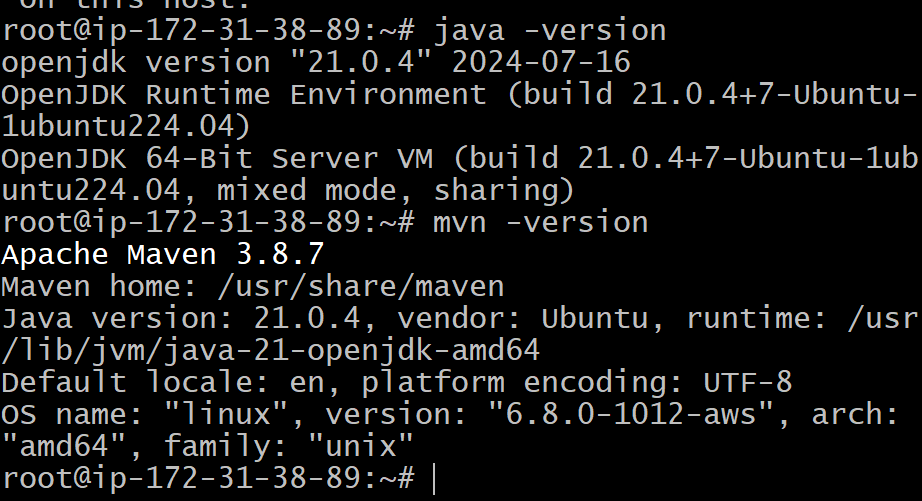 on this host.
root@ip-172-31-38-89:~# java -version
openjdk version "21.0.4" 2024-07-16
OpenJDK Runtime Environment (build 21.0.4+7-Ubuntu-
1ubuntu224.04)
OpenJDK 64-Bit Server VM (build 21.0.4+7-Ubuntu-1ub
untu224.04, mixed mode, sharing)
root@ip-172-31-38-89:~# mvn -version
Apache Maven 3.8.7
Maven home: /usr/share/maven
Java version: 21.0.4, vendor: Ubuntu, runtime: /usr
/lib/jvm/java-21-openjdk-amd64
Default locale: en, platform encoding: UTF-8
OS name: "linux", version: "6.8.0-1012-aws", arch:
"amd64", family: "unix"
root@ip-172-31-38-89:~#